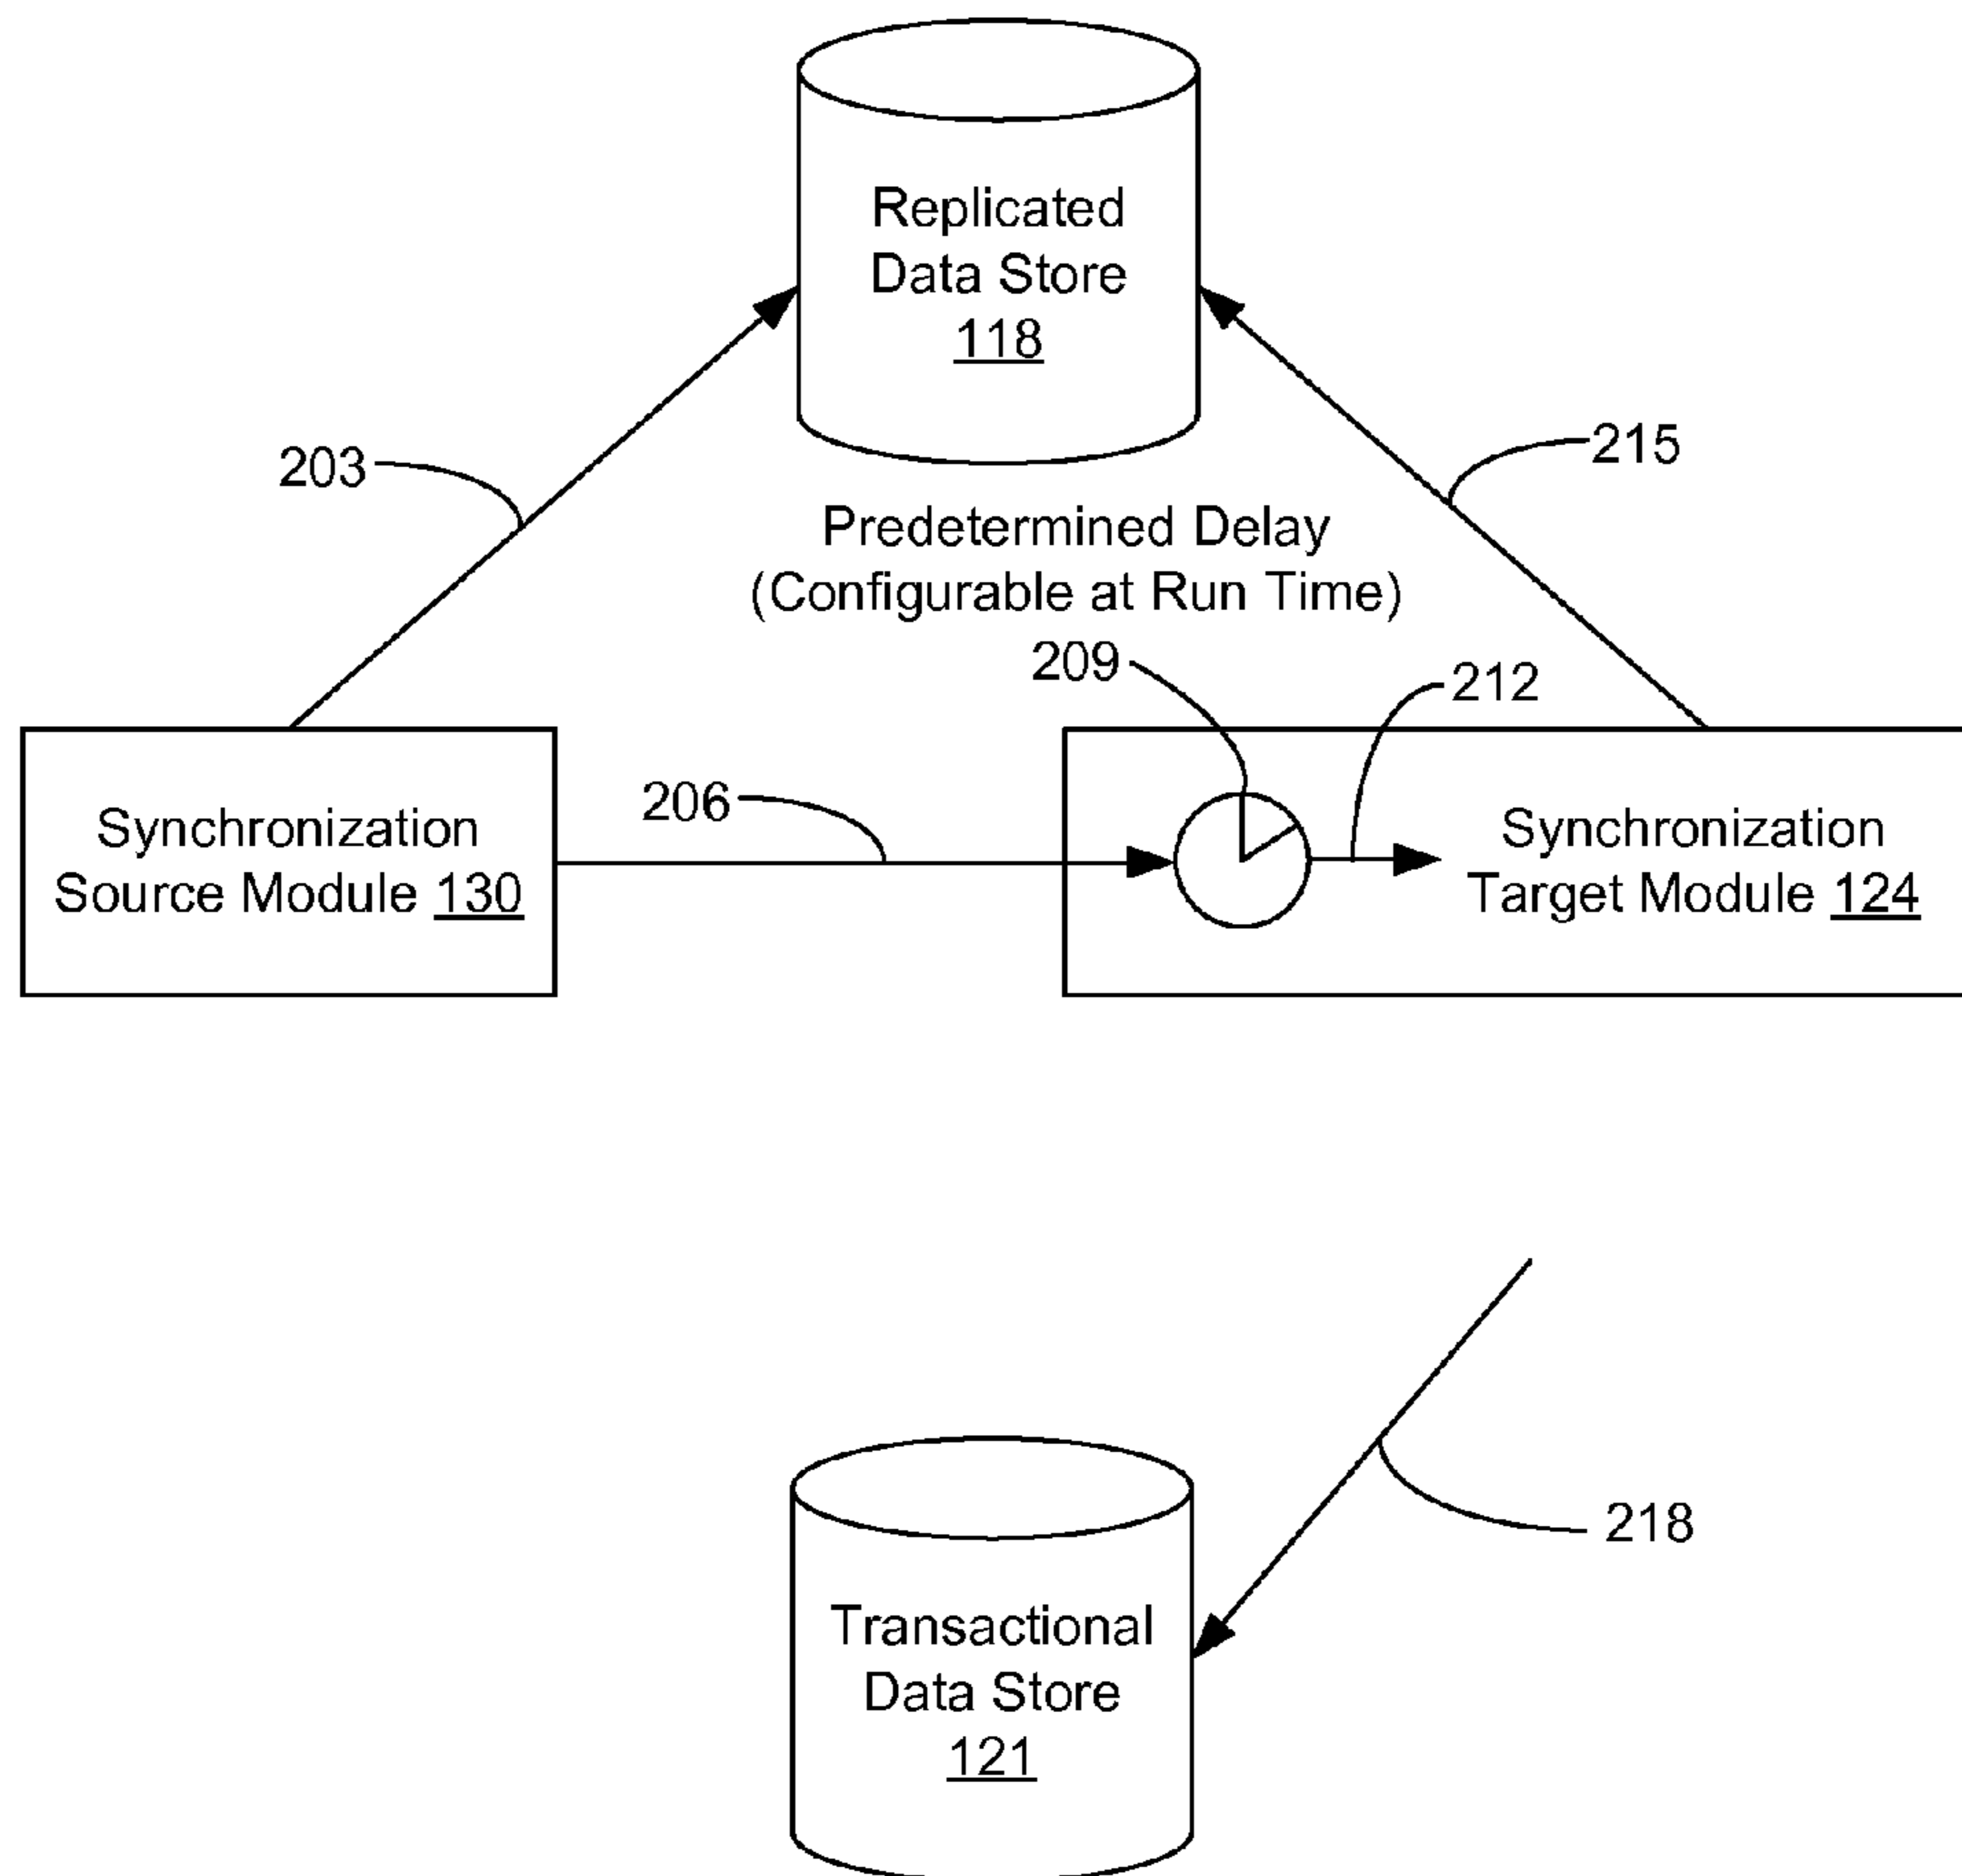 Replicated
Data Store
118
203
215
Predetermined Delay
(Configurable at Run Time)
209
212
206
Synchronization
Source Module 130
Synchronization
Target Module 124
218
Transactional
Data Store
121